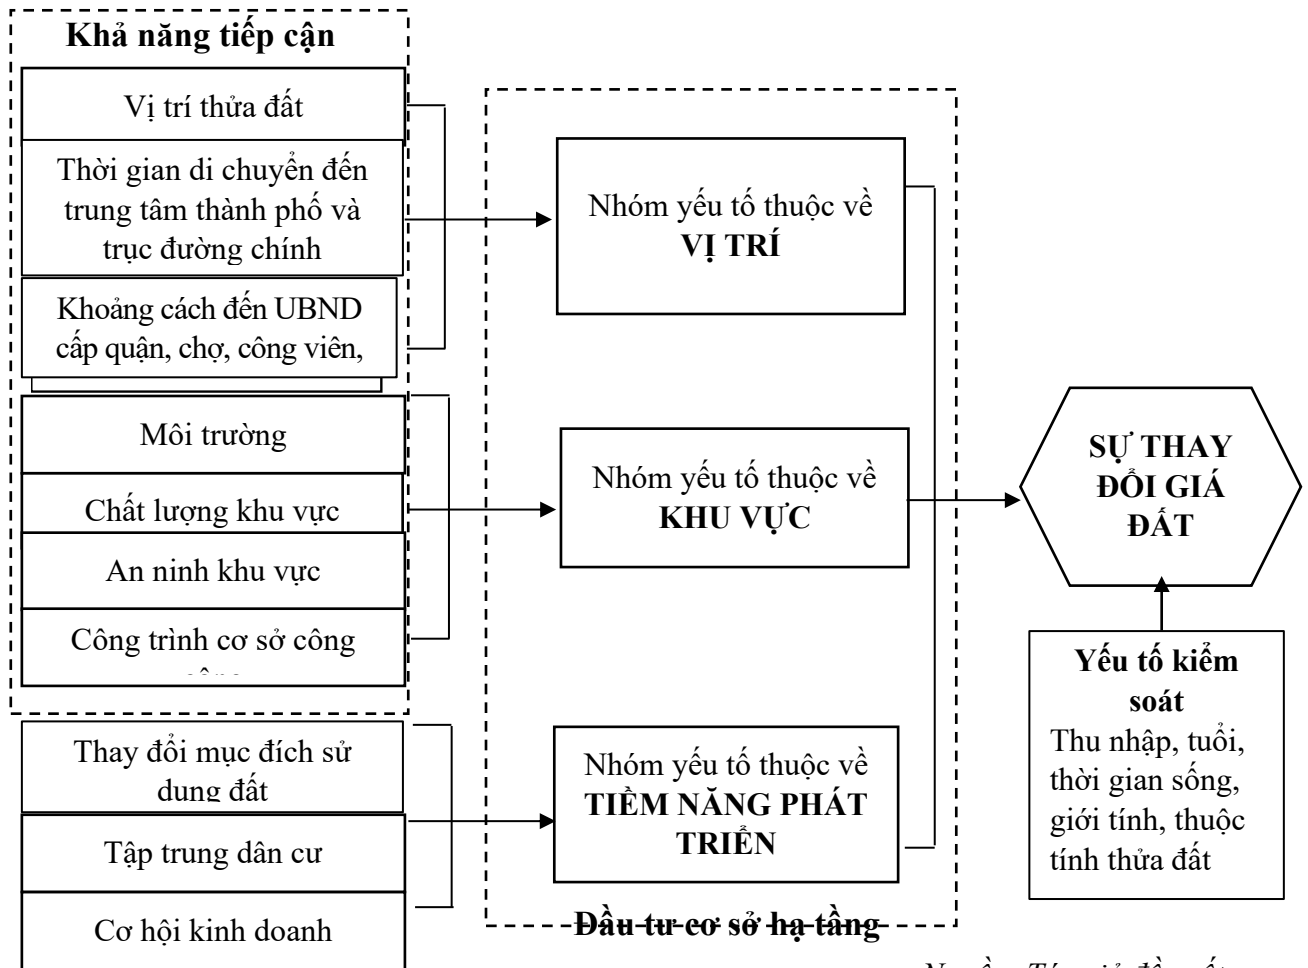 Khả năng tiếp cận
Vị trí thửa đất
Thời gian di chuyển đến
trung tâm thành phố và
trục đường chính
Khoảng cách đến UBND
cấp quận, chợ, công viên,
Môi trường
Chất lượng khu vực
An ninh khu vực
Công trình cơ sở công
Thay đổi mục đích sử
dụng đất
Tập trung dân cư
Cơ hội kinh doanh
Nhóm yếu tố thuộc về
VỊ TRÍ
Nhóm yếu tố thuộc về
KHU VỰC
Nhóm yếu tố thuộc về
TIỀM NĂNG PHÁT
TRIỂN
Đầu tư cơ sở hạ tầng
SỰ THAY
ĐỔI GIÁ
ĐẤT
Yếu tố kiểm
soát
Thu nhập, tuổi,
thời gian sống,
giới tính, thuộc
tính thửa đất